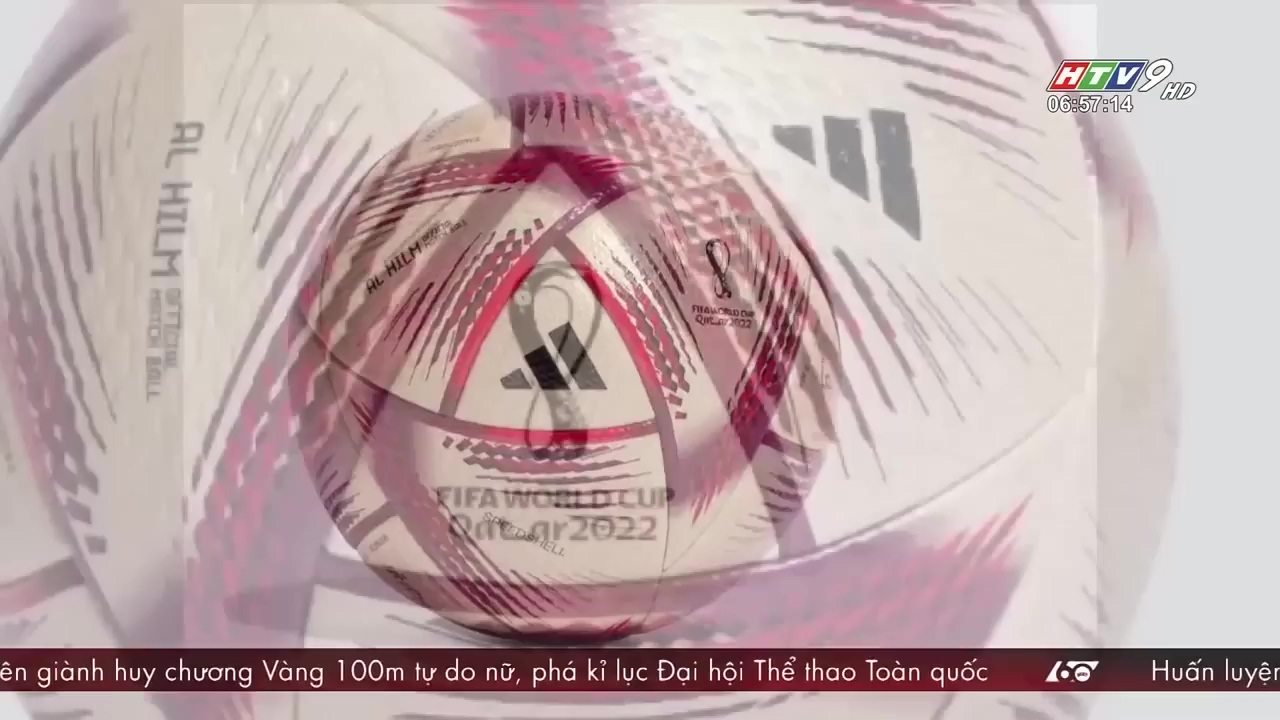 HTV9 HD
06:57:14
AL HILM
OFFICIAL
MATCH BALL
AL HILM
FIFA WORLD CUP
Qatar2022
FIFA WORLD CUP
Qatar2022
SPEEDSHELL
ên giành huy chương Vàng 100m tự do nữ, phá kỉ lục Đại hội Thể thao Toàn quốc
Huấn luyện